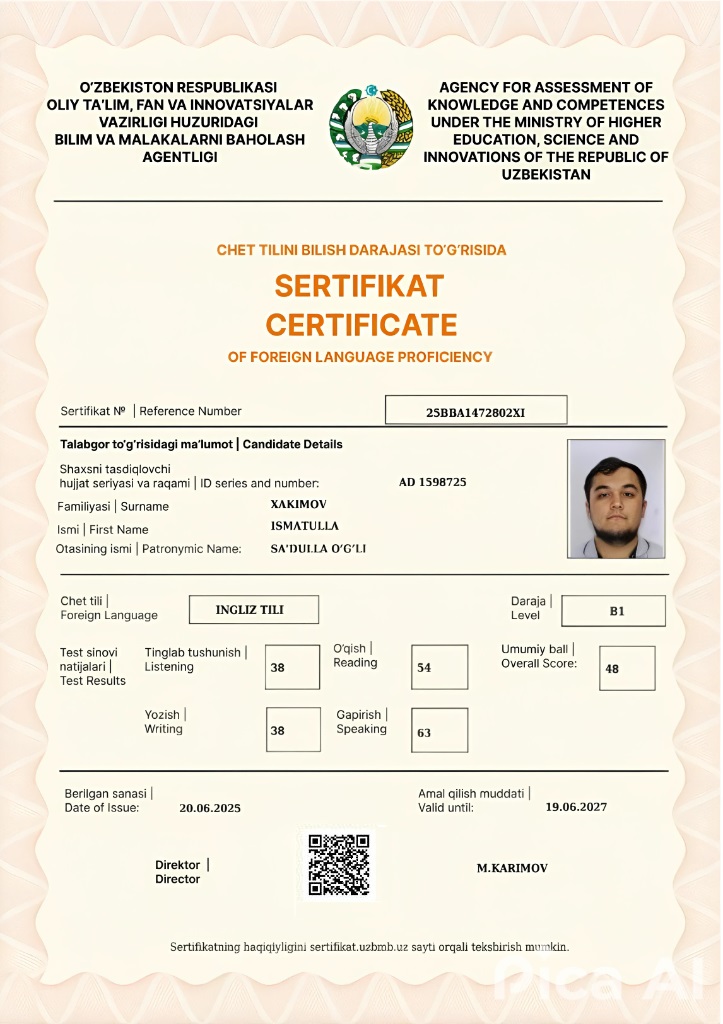 O‘ZBEKISTON RESPUBLIKASI
OLIY TA’LIM, FAN VA INNOVATSIYALAR
VAZIRLIGI HUZURIDAGI
BILIM VA MALAKALARNI BAHOLASH
AGENTLIGI
AGENCY FOR ASSESSMENT OF
KNOWLEDGE AND COMPETENCES
UNDER THE MINISTRY OF HIGHER
EDUCATION, SCIENCE AND
INNOVATIONS OF THE REPUBLIC OF
UZBEKISTAN
CHET TILINI BILISH DARAJASI TO‘G‘RISIDA
SERTIFIKAT
CERTIFICATE
OF FOREIGN LANGUAGE PROFICIENCY
Sertifikat № | Reference Number
25BBA1472802XI
Talabgor to‘g‘risidagi ma’lumot | Candidate Details
Shaxsni tasdiqlovchi
hujjat seriyasi va raqami | ID series and number:
AD 1598725
Familiyasi | Surname
XAKIMOV
Ismi | First Name
ISMATULLA
Otasining ismi | Patronymic Name:
SA’DULLA O‘G‘LI
Chet tili |
Foreign Language
INGLIZ TILI
Daraja |
Level
B1
Test sinovi
natijalari |
Test Results
Tinglab tushunish |
Listening
38
O‘qish |
Reading
54
Umumiy ball |
Overall Score:
48
Yozish |
Writing
38
Gapirish |
Speaking
63
Berilgan sanasi |
Date of Issue:
20.06.2025
Amal qilish muddati |
Valid until:
19.06.2027
Direktor |
Director
M.KARIMOV
Sertifikatning haqiqiyligini sertifikat.uzbmb.uz sayti orqali tekshirish mumkin.
Pica AI